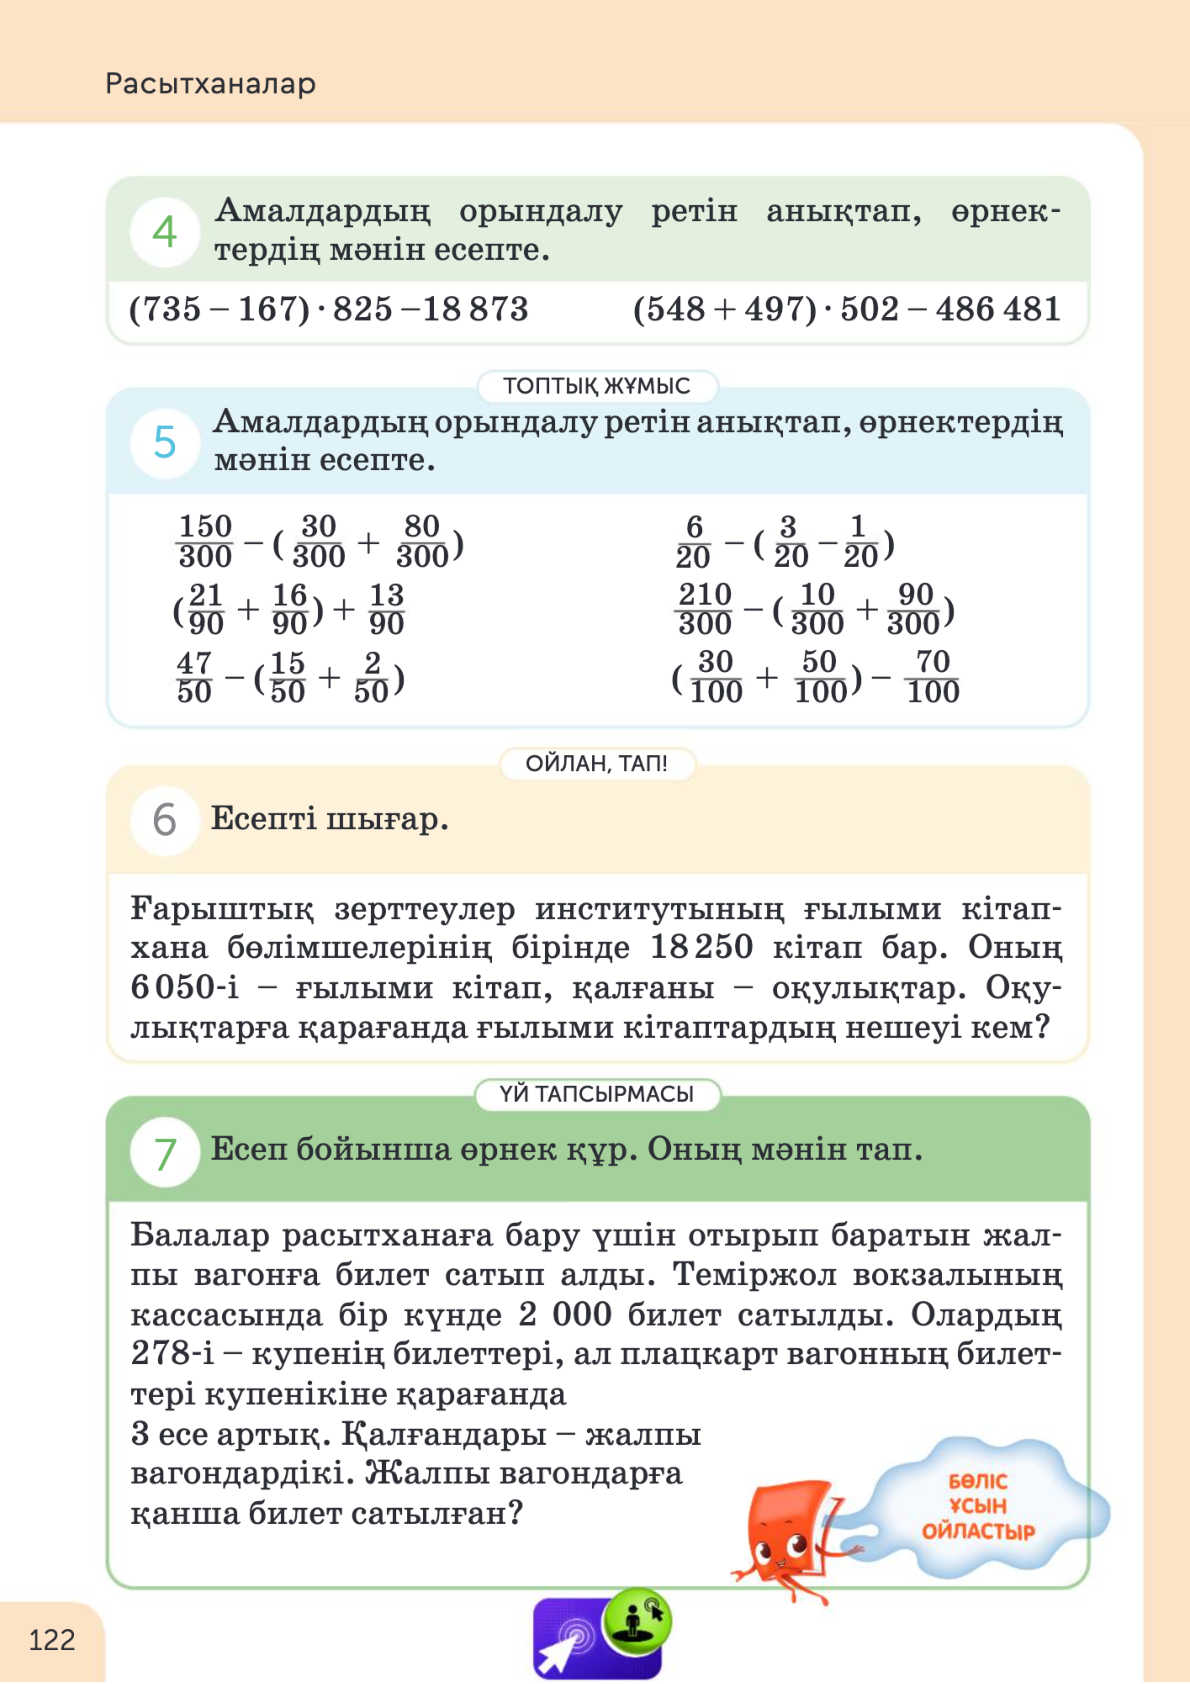 Расытханалар
4
Амалдардың орындалу ретін анықтап, өрнек-
тердің мәнін есепте.
(735 – 167) · 825 –18 873 (548 + 497) · 502 – 486 481
ТОПТЫҚ ЖҰМЫС
5
Амалдардың орындалу ретін анықтап, өрнектердің
мәнін есепте.
150/300 – ( 30/300 + 80/300 ) 6/20 – ( 3/20 – 1/20 )
( 21/90 + 16/90 ) + 13/90 210/300 – ( 10/300 + 90/300 )
47/50 – ( 15/50 + 2/50 ) ( 30/100 + 50/100 ) – 70/100
ОЙЛАН, ТАП!
6
Есепті шығар.
Ғарыштық зерттеулер институтының ғылыми кітап-
хана бөлімшелерінің бірінде 18 250 кітап бар. Оның
6 050-і – ғылыми кітап, қалғаны – оқулықтар. Оқу-
лықтарға қарағанда ғылыми кітаптардың нешеуі кем?
ҮЙ ТАПСЫРМАСЫ
7
Есеп бойынша өрнек құр. Оның мәнін тап.
Балалар расытханаға бару үшін отырып баратын жал-
пы вагонға билет сатып алды. Теміржол вокзалының
кассасында бір күнде 2 000 билет сатылды. Олардың
278-і – купенің билеттері, ал плацкарт вагонның билет-
тері купенікіне қарағанда
3 есе артық. Қалғандары – жалпы
вагондардікі. Жалпы вагондарға
қанша билет сатылған?
БӨЛІС
ҰСЫН
ОЙЛАСТЫР
122